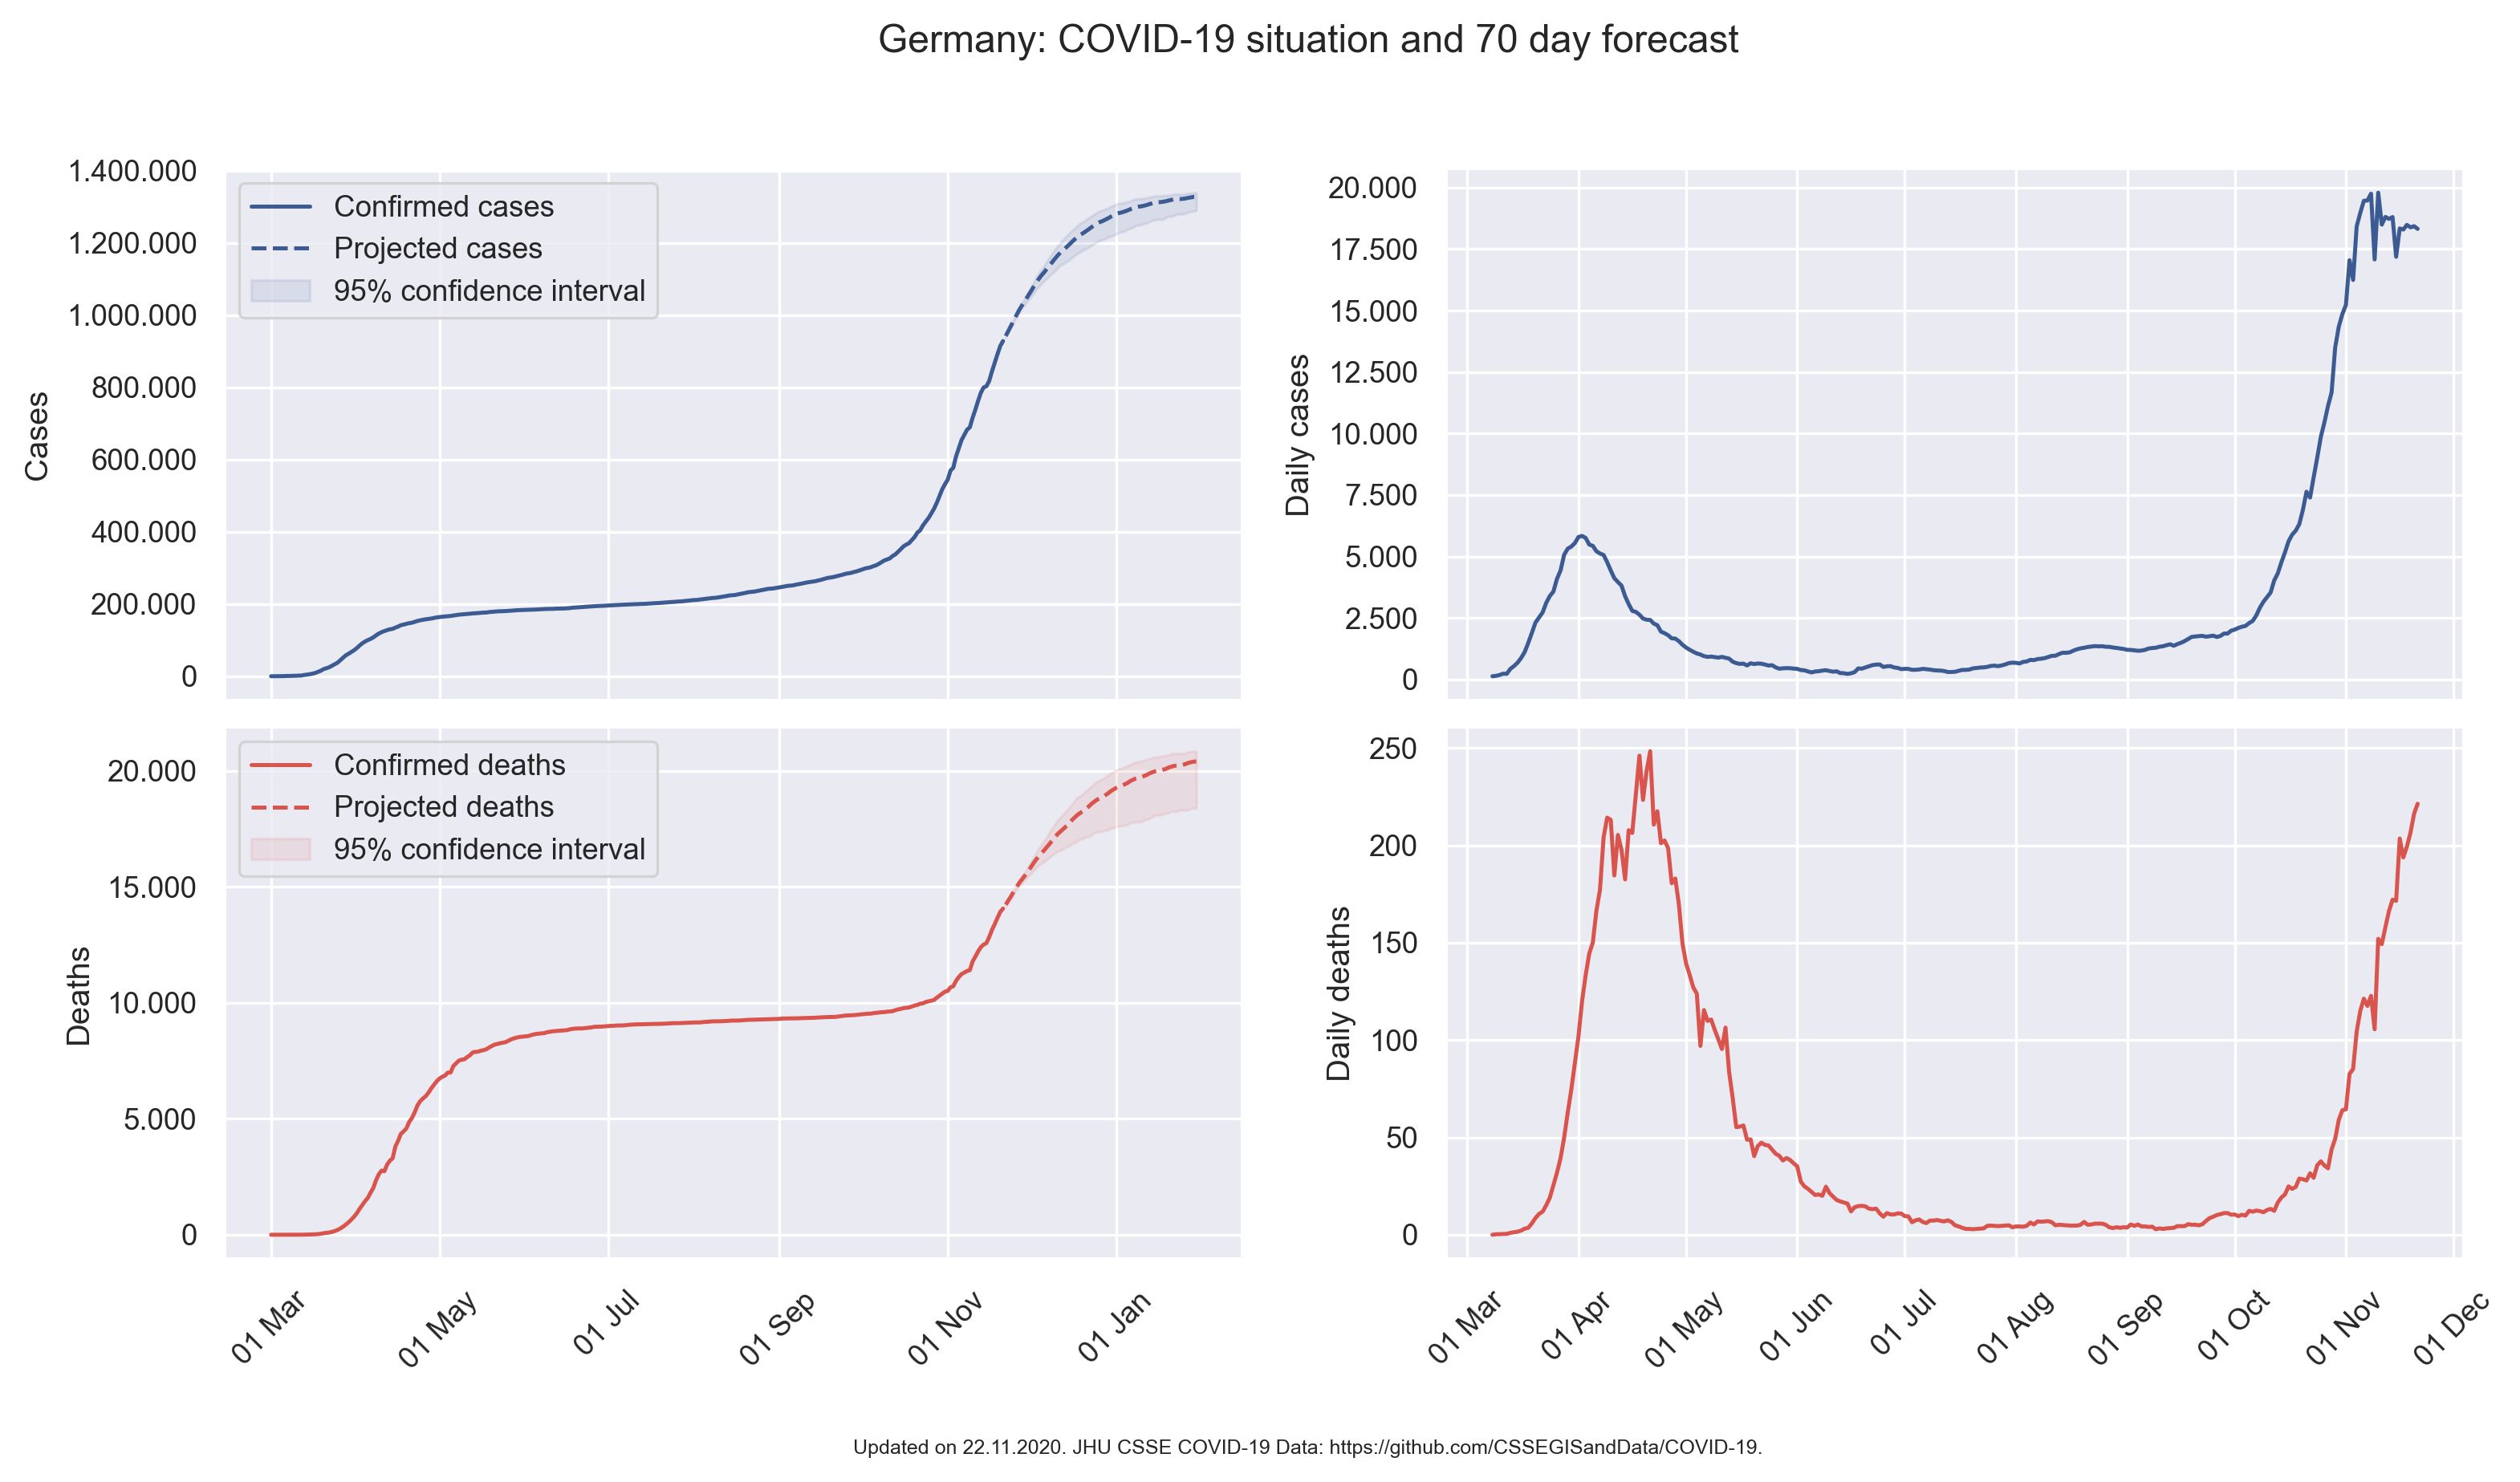 Germany: COVID-19 situation and 70 day forecast
1.400.000
1.200.000
1.000.000
800.000
600.000
400.000
200.000
0
Cases
Confirmed cases
Projected cases
95% confidence interval
20.000
17.500
15.000
12.500
10.000
7.500
5.000
2.500
0
Daily cases
20.000
15.000
10.000
5.000
0
Deaths
Confirmed deaths
Projected deaths
95% confidence interval
250
200
150
100
50
0
Daily deaths
01 Mar
01 May
01 Jul
01 Sep
01 Nov
01 Jan
01 Mar
01 Apr
01 May
01 Jun
01 Jul
01 Aug
01 Sep
01 Oct
01 Nov
01 Dec
Updated on 22.11.2020. JHU CSSE COVID-19 Data: https://github.com/CSSEGISandData/COVID-19.